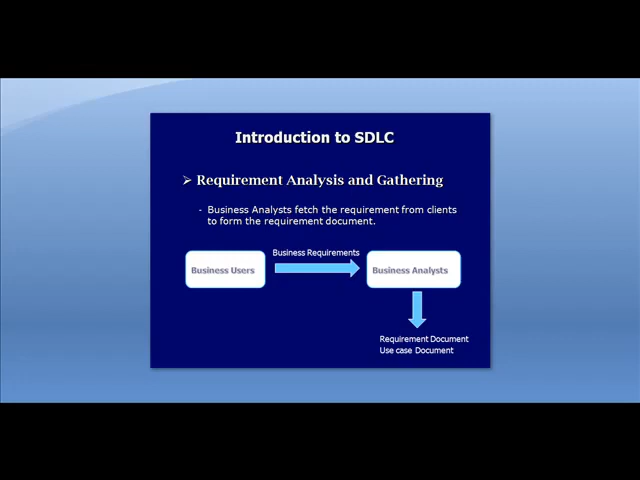 Introduction to SDLC
➢ Requirement Analysis and Gathering
- Business Analysts fetch the requirement from clients
to form the requirement document.
Business Requirements
Business Users
Business Analysts
Requirement Document
Use case Document